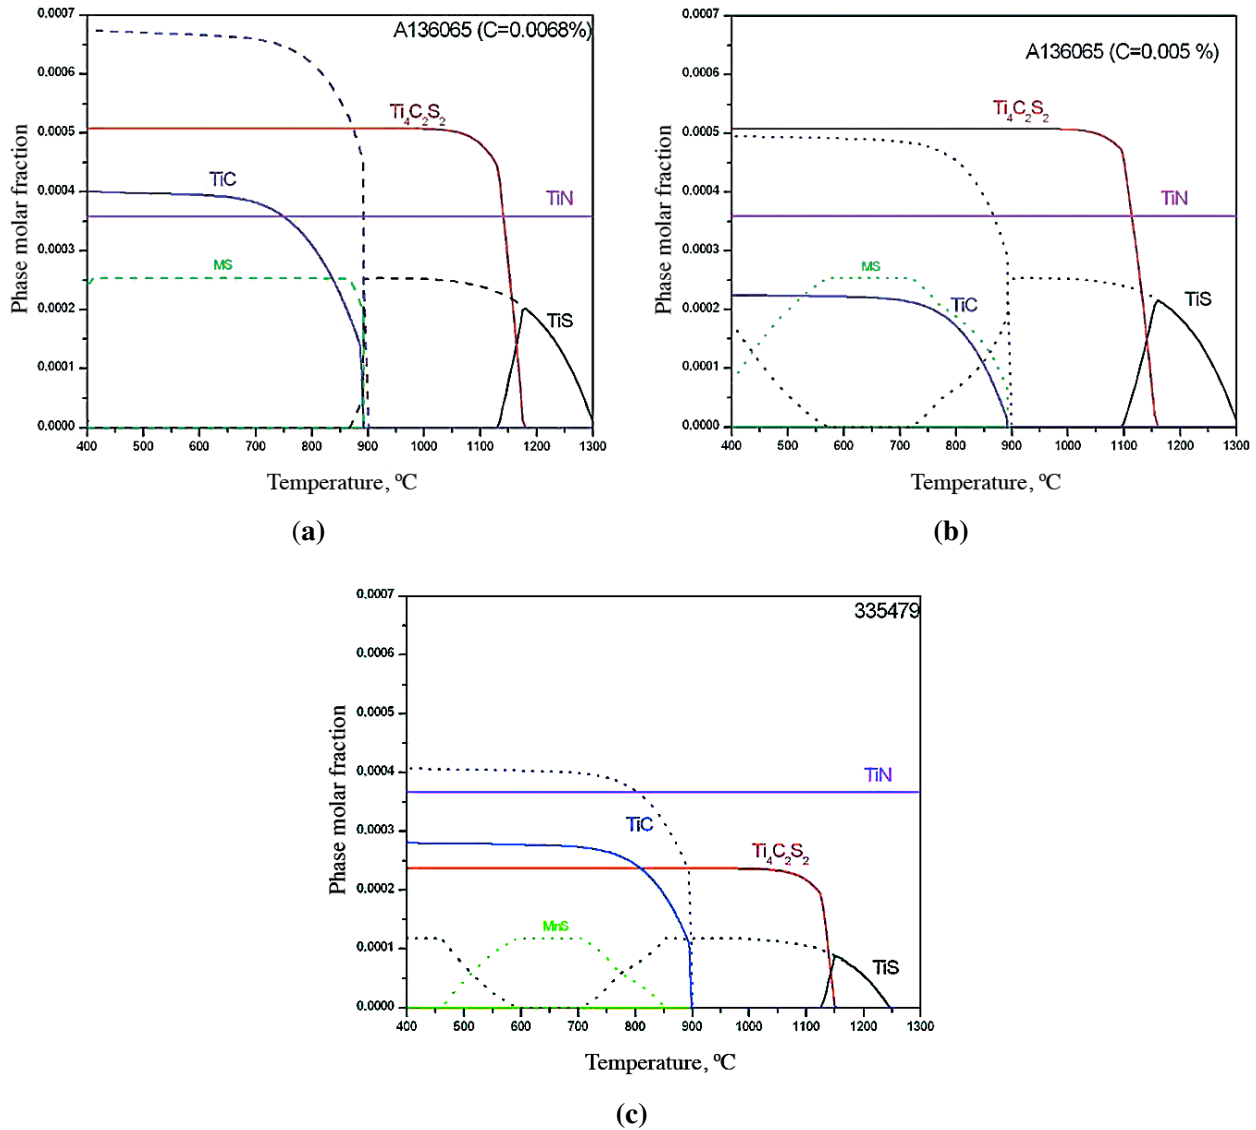 A136065 (C=0.0068%)
0.0007
0.0006
0.0005
0.0004
0.0003
0.0002
0.0001
0.0000
Phase molar fraction
Ti₄C₂S₂
TiC
TiN
MS
TiS
400 500 600 700 800 900 1000 1100 1200 1300
Temperature, ºC
(a)
A136065 (C=0.005 %)
0.0007
0.0006
0.0005
0.0004
0.0003
0.0002
0.0001
0.0000
Phase molar fraction
Ti₄C₂S₂
TiN
MS
TiC
TiS
400 500 600 700 800 900 1000 1100 1200 1300
Temperature, ºC
(b)
335479
0.0007
0.0006
0.0005
0.0004
0.0003
0.0002
0.0001
0.0000
Phase molar fraction
TiN
TiC
Ti₄C₂S₂
MnS
TiS
400 500 600 700 800 900 1000 1100 1200 1300
Temperature, ºC
(c)